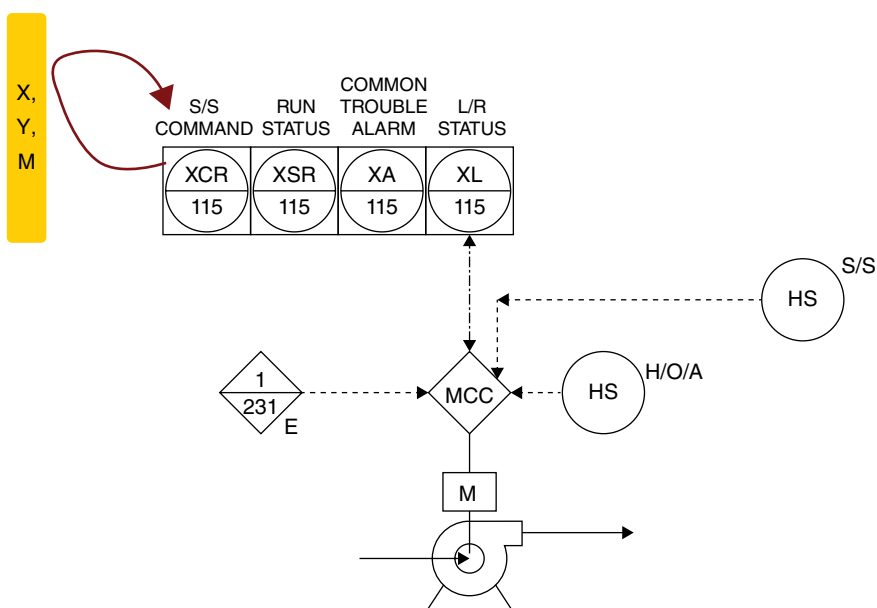 X,
Y,
M
S/S
COMMAND
RUN
STATUS
COMMON
TROUBLE
ALARM
L/R
STATUS
XCR
115
XSR
115
XA
115
XL
115
S/S
HS
1
231
E
MCC
HS
H/O/A
M